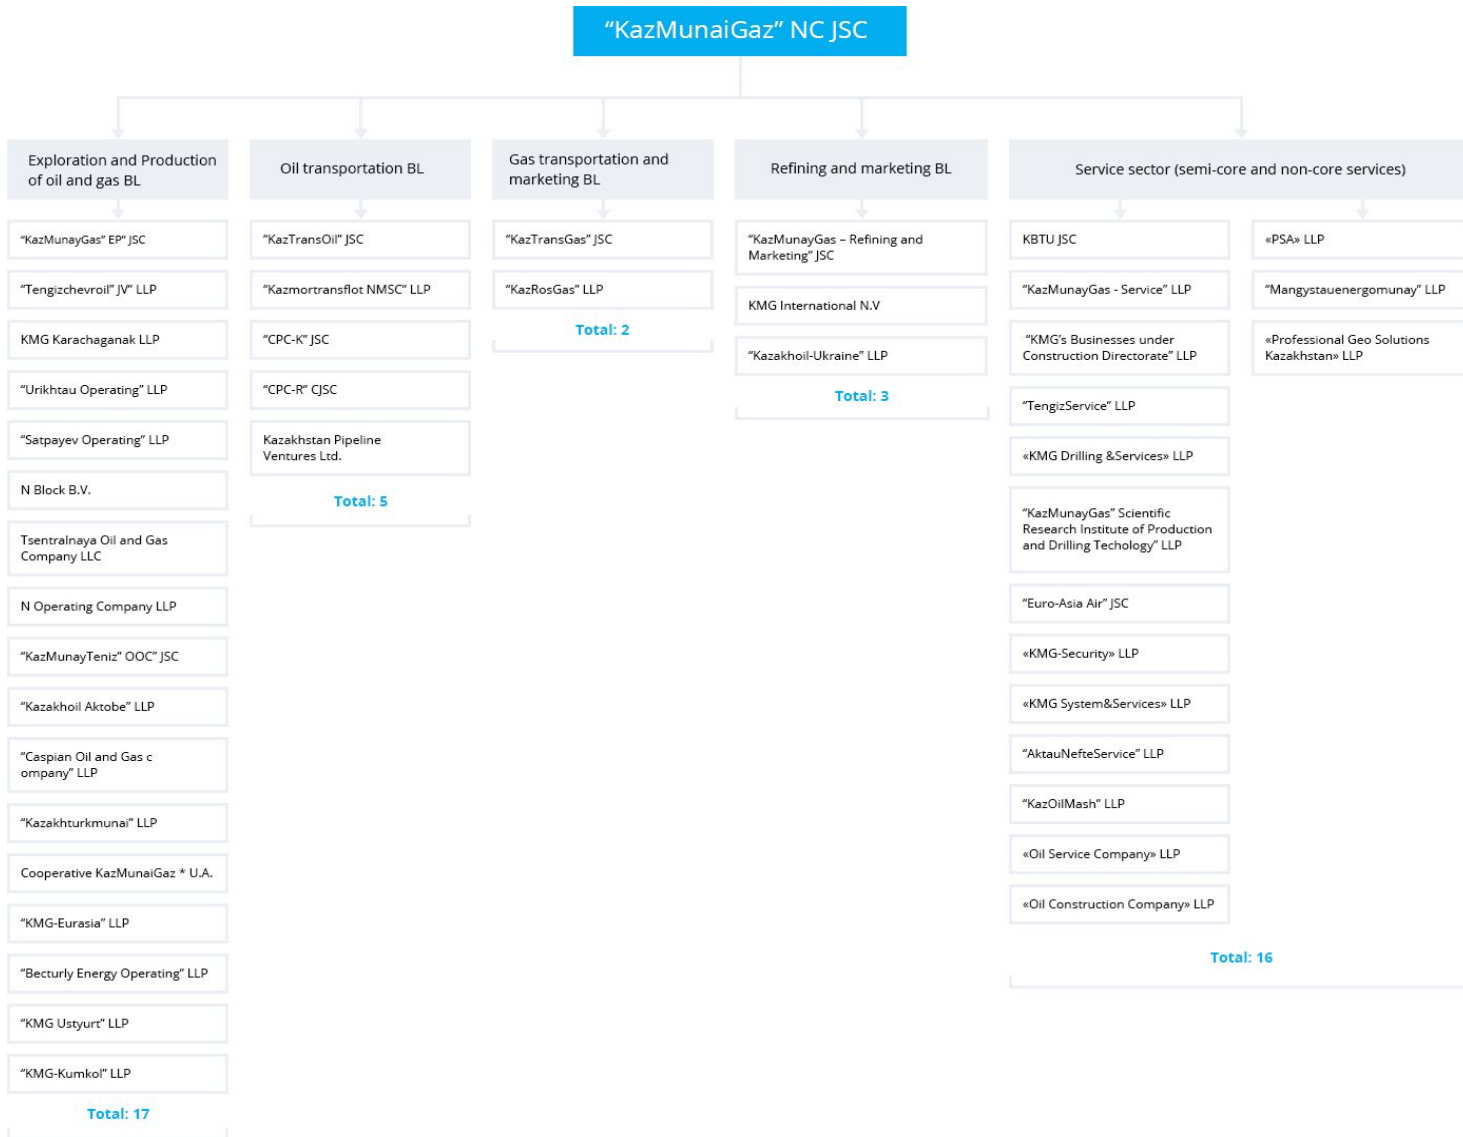 “KazMunaiGaz” NC JSC
Exploration and Production
of oil and gas BL
“KazMunayGas” EP” JSC
“Tengizchevroil” JV” LLP
KMG Karachaganak LLP
“Urikhtau Operating” LLP
“Satpayev Operating” LLP
N Block B.V.
Tsentralnaya Oil and Gas
Company LLC
N Operating Company LLP
“KazMunayTeniz” OOC” JSC
“Kazakhoil Aktobe” LLP
“Caspian Oil and Gas c
ompany” LLP
“Kazakhturkmunai” LLP
Cooperative KazMunaiGaz * U.A.
“KMG-Eurasia” LLP
“Becturly Energy Operating” LLP
“KMG Ustyurt” LLP
“KMG-Kumkol” LLP
Total: 17
Oil transportation BL
“KazTransOil” JSC
“Kazmortransflot NMSC” LLP
“CPC-K” JSC
“CPC-R” CJSC
Kazakhstan Pipeline
Ventures Ltd.
Total: 5
Gas transportation and
marketing BL
“KazTransGas” JSC
“KazRosGas” LLP
Total: 2
Refining and marketing BL
“KazMunayGas – Refining and
Marketing” JSC
KMG International N.V
“Kazakhoil-Ukraine” LLP
Total: 3
Service sector (semi-core and non-core services)
KBTU JSC
“KazMunayGas - Service” LLP
“KMG’s Businesses under
Construction Directorate” LLP
“TengizService” LLP
«KMG Drilling &Services» LLP
“KazMunayGas” Scientific
Research Institute of Production
and Drilling Techology” LLP
“Euro-Asia Air” JSC
«KMG-Security» LLP
«KMG System&Services» LLP
“AktauNefteService” LLP
“KazOilMash” LLP
«Oil Service Company» LLP
«Oil Construction Company» LLP
«PSA» LLP
“Mangystauenergomunay” LLP
«Professional Geo Solutions
Kazakhstan» LLP
Total: 16